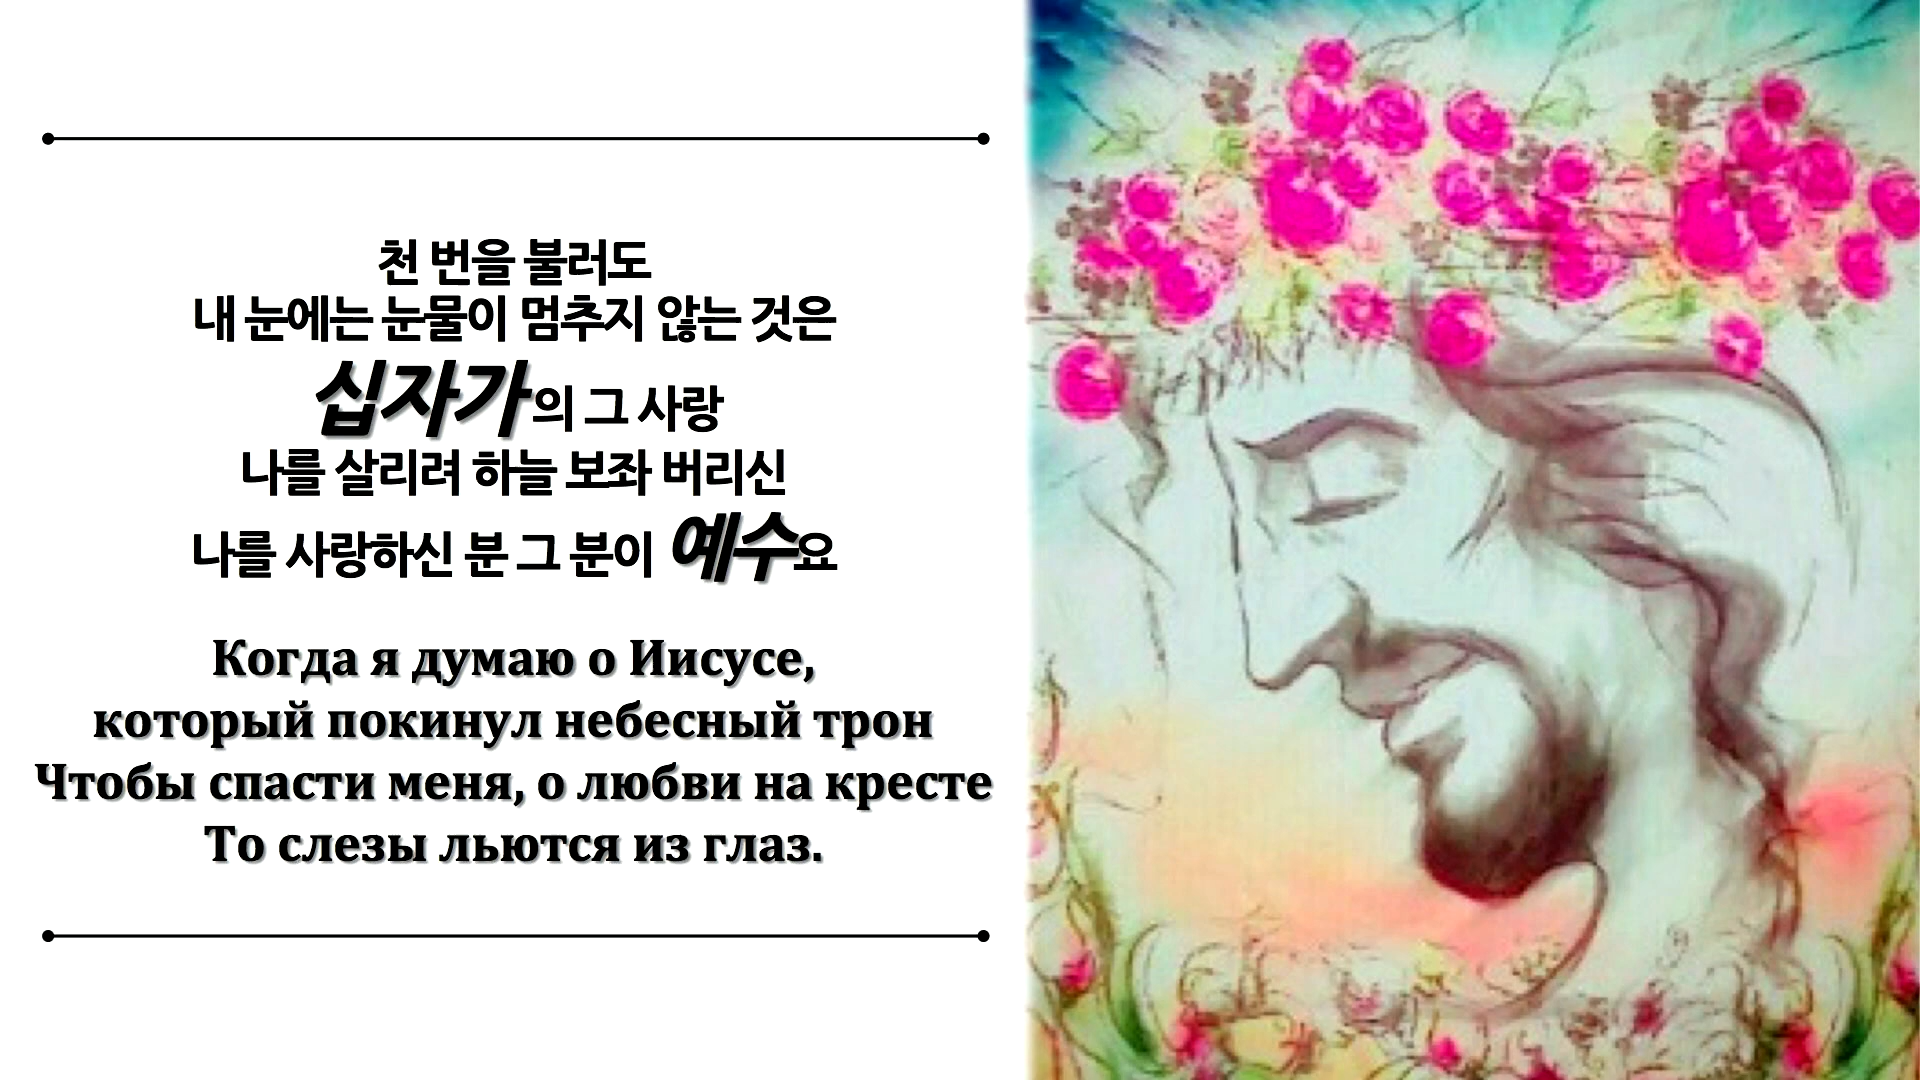 천 번을 불러도
내 눈에는 눈물이 멈추지 않는 것은
십자가의 그 사랑
나를 살리려 하늘 보좌 버리신
나를 사랑하신 분 그 분이 예수요
Когда я думаю о Иисусе,
который покинул небесный трон
Чтобы спасти меня, о любви на кресте
То слезы льются из глаз.